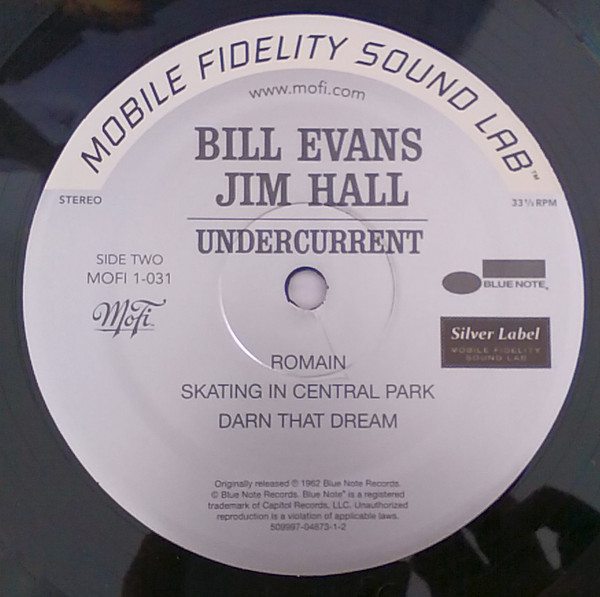 MOBILE FIDELITY SOUND LAB™
www.mofi.com
BILL EVANS
JIM HALL
UNDERCURRENT
STEREO
33⅓ RPM
SIDE TWO
MOFI 1-031
MoFi™
BLUE NOTE®
Silver Label
MOBILE FIDELITY
SOUND LAB
ROMAIN
SKATING IN CENTRAL PARK
DARN THAT DREAM
Originally released ℗ 1962 Blue Note Records.
© Blue Note Records. Blue Note® is a registered
trademark of Capitol Records, LLC. Unauthorized
reproduction is a violation of applicable laws.
509997-04673-1-2